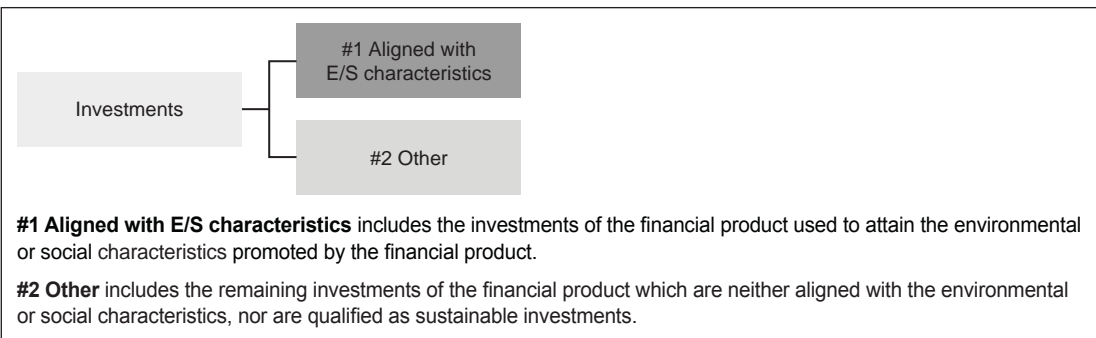 #1 Aligned with
E/S characteristics
Investments
#2 Other
#1 Aligned with E/S characteristics includes the investments of the financial product used to attain the environmental
or social characteristics promoted by the financial product.
#2 Other includes the remaining investments of the financial product which are neither aligned with the environmental
or social characteristics, nor are qualified as sustainable investments.